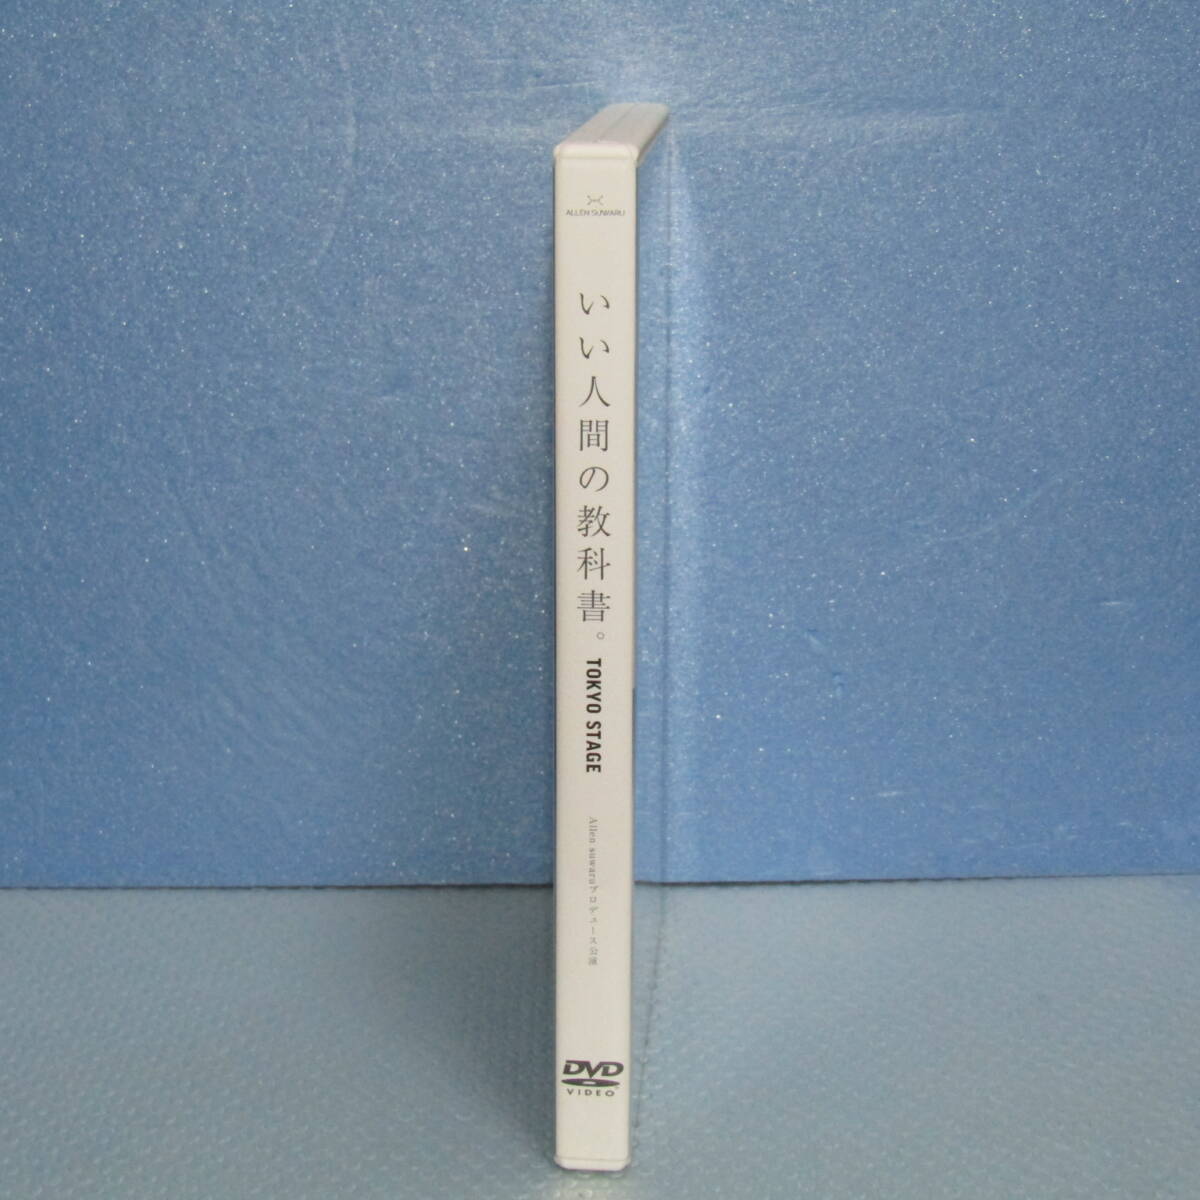 ALLEN SUWARU
いい人間の教科書。
TOKYO STAGE
Allen suwaruプロデュース公演
DVD
VIDEO